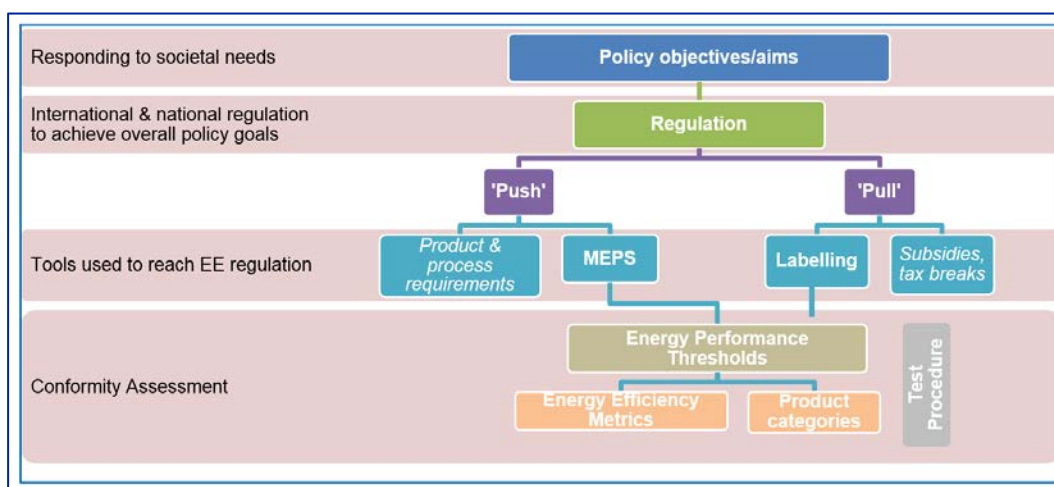 Responding to societal needs
Policy objectives/aims
International & national regulation
to achieve overall policy goals
Regulation
'Push'
'Pull'
Tools used to reach EE regulation
Product &
process
requirements
MEPS
Labelling
Subsidies,
tax breaks
Conformity Assessment
Energy Performance
Thresholds
Energy Efficiency
Metrics
Product
categories
Test
Procedure